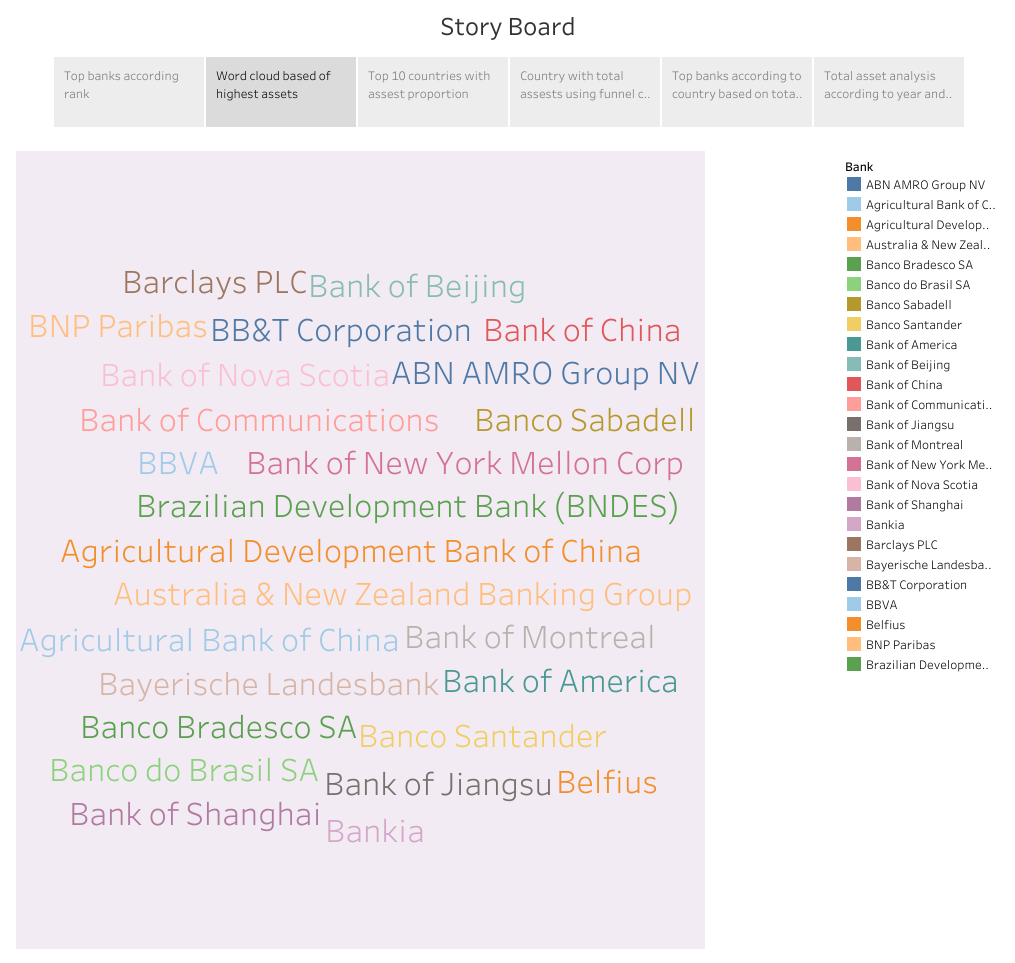 Story Board
Top banks according
rank
Word cloud based of
highest assets
Top 10 countries with
assest proportion
Country with total
assests using funnel c..
Top banks according to
country based on tota..
Total asset analysis
according to year and..
Barclays PLC
Bank of Beijing
BNP Paribas
BB&T Corporation
Bank of China
Bank of Nova Scotia
ABN AMRO Group NV
Bank of Communications
Banco Sabadell
BBVA
Bank of New York Mellon Corp
Brazilian Development Bank (BNDES)
Agricultural Development Bank of China
Australia & New Zealand Banking Group
Agricultural Bank of China
Bank of Montreal
Bayerische Landesbank
Bank of America
Banco Bradesco SA
Banco Santander
Banco do Brasil SA
Bank of Jiangsu
Belfius
Bank of Shanghai
Bankia
Bank
ABN AMRO Group NV
Agricultural Bank of C..
Agricultural Develop..
Australia & New Zeal..
Banco Bradesco SA
Banco do Brasil SA
Banco Sabadell
Banco Santander
Bank of America
Bank of Beijing
Bank of China
Bank of Communicati..
Bank of Jiangsu
Bank of Montreal
Bank of New York Me..
Bank of Nova Scotia
Bank of Shanghai
Bankia
Barclays PLC
Bayerische Landesba..
BB&T Corporation
BBVA
Belfius
BNP Paribas
Brazilian Developme..